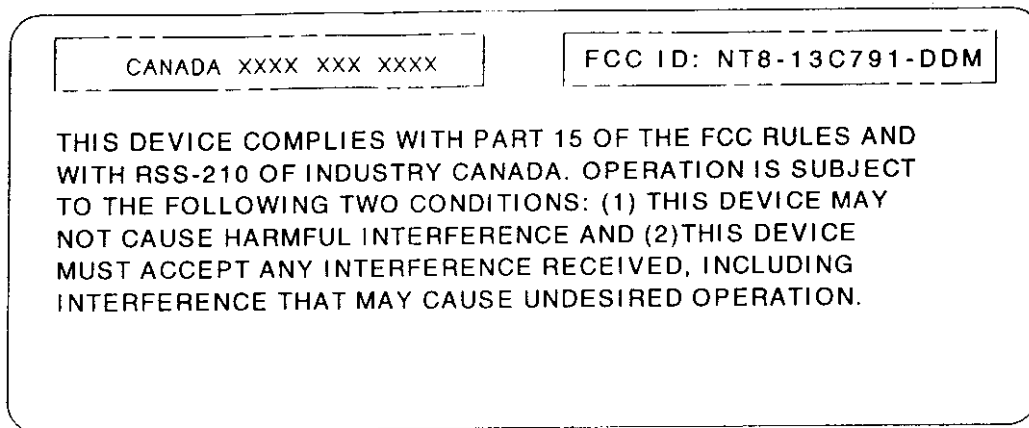 CANADA XXXX XXX XXXX
FCC ID: NT8-13C791-DDM
THIS DEVICE COMPLIES WITH PART 15 OF THE FCC RULES AND
WITH RSS-210 OF INDUSTRY CANADA. OPERATION IS SUBJECT
TO THE FOLLOWING TWO CONDITIONS: (1) THIS DEVICE MAY
NOT CAUSE HARMFUL INTERFERENCE AND (2)THIS DEVICE
MUST ACCEPT ANY INTERFERENCE RECEIVED, INCLUDING
INTERFERENCE THAT MAY CAUSE UNDESIRED OPERATION.